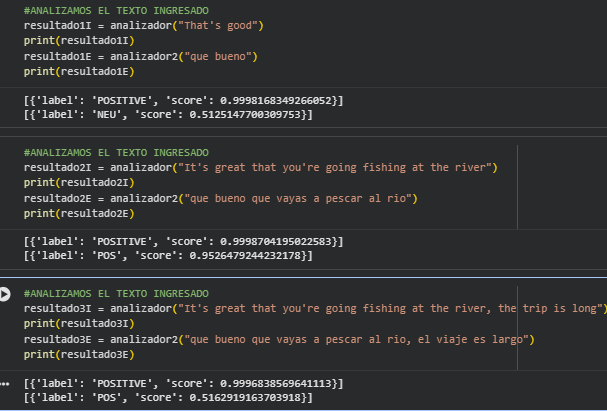 #ANALIZAMOS EL TEXTO INGRESADO
resultado1I = analizador("That's good")
print(resultado1I)
resultado1E = analizador2("que bueno")
print(resultado1E)
[{'label': 'POSITIVE', 'score': 0.9998168349266052}]
[{'label': 'NEU', 'score': 0.5125147700309753}]
#ANALIZAMOS EL TEXTO INGRESADO
resultado2I = analizador("It's great that you're going fishing at the river")
print(resultado2I)
resultado2E = analizador2("que bueno que vayas a pescar al rio")
print(resultado2E)
[{'label': 'POSITIVE', 'score': 0.9998704195022583}]
[{'label': 'POS', 'score': 0.9526479244232178}]
#ANALIZAMOS EL TEXTO INGRESADO
resultado3I = analizador("It's great that you're going fishing at the river, the trip is long")
print(resultado3I)
resultado3E = analizador2("que bueno que vayas a pescar al rio, el viaje es largo")
print(resultado3E)
[{'label': 'POSITIVE', 'score': 0.9996838569641113}]
[{'label': 'POS', 'score': 0.5162919163703918}]